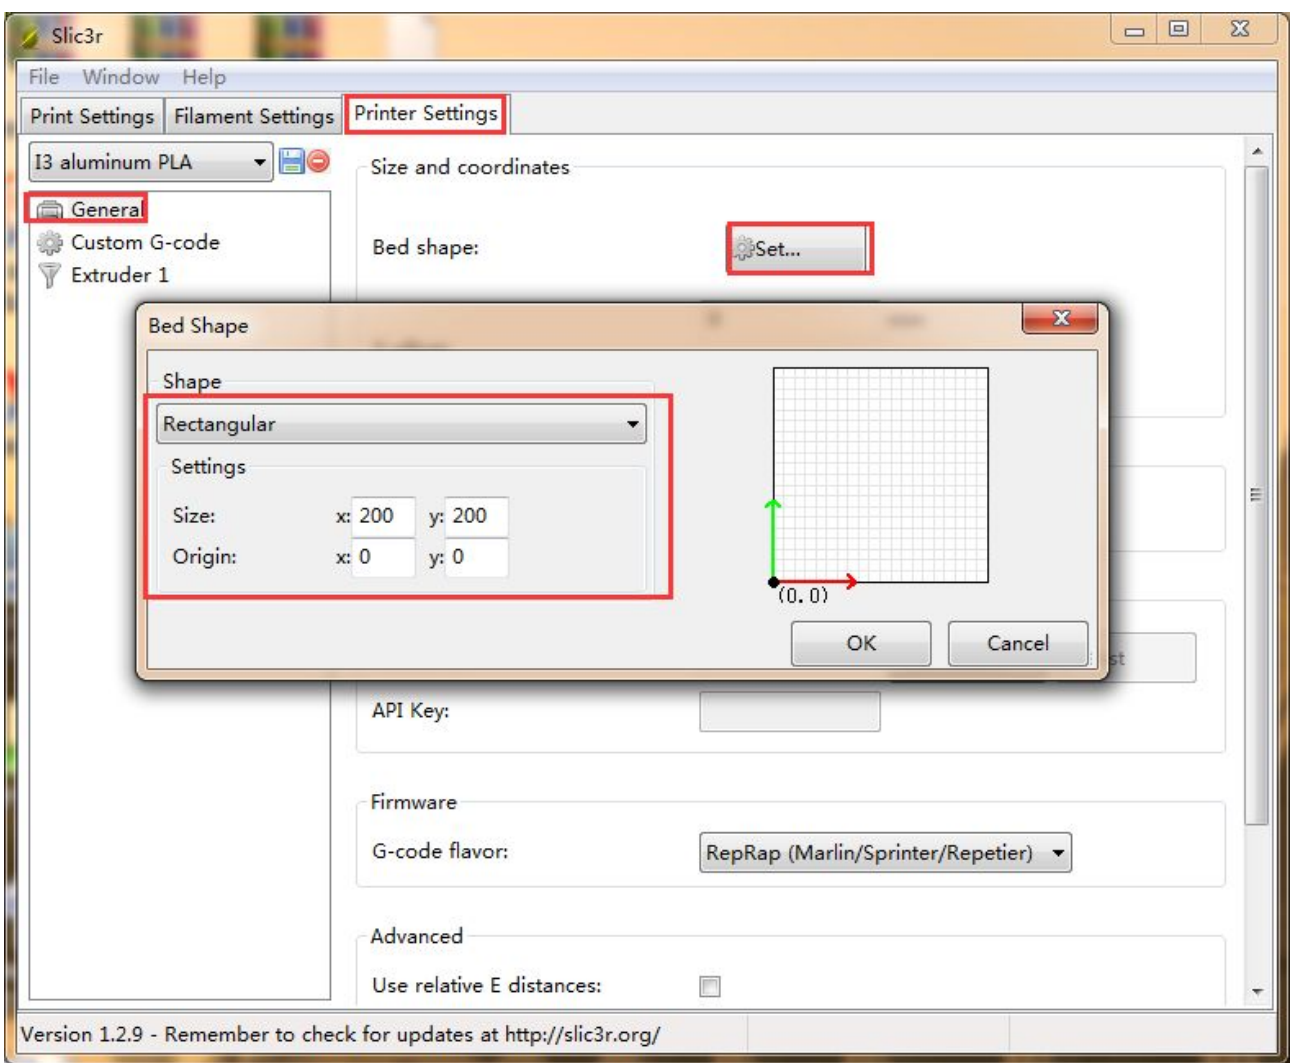 Slic3r
File Window Help
Print Settings Filament Settings Printer Settings
I3 aluminum PLA
Size and coordinates
General
Custom G-code
Bed shape: Set...
Extruder 1
Bed Shape
Shape
Rectangular
Settings
Size: x: 200 y: 200
Origin: x: 0 y: 0
(0,0)
OK Cancel
API Key:
Firmware
G-code flavor: RepRap (Marlin/Sprinter/Repetier)
Advanced
Use relative E distances:
Version 1.2.9 - Remember to check for updates at http://slic3r.org/